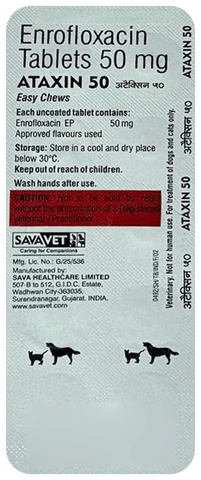 Enrofloxacin
Tablets 50 mg
ATAXIN 50 अटैक्सिन ५०
Easy Chews
Each uncoated tablet contains:
Enrofloxacin EP 50 mg
Approved flavours used
Storage: Store in a cool and dry place
below 30°C.
Keep out of reach of children.
Wash hands after use.
CAUTION: Not to be sold by retail
without the prescription of a Registered
Veterinary Practitioner.
SAVAVET
Caring for Companions
Mfg. Lic. No.: G/25/536
Manufactured by:
SAVA HEALTHCARE LIMITED
507-B to 512, G.I.D.C. Estate,
Wadhwan City-363035,
Surendranagar, Gujarat, INDIA.
www.savavet.com
ATAXIN 50 अटैक्सिन ५० ATAXIN 50 अटैक्सिन ५०
Veterinary. Not for human use. For treatment of dogs and cats only.